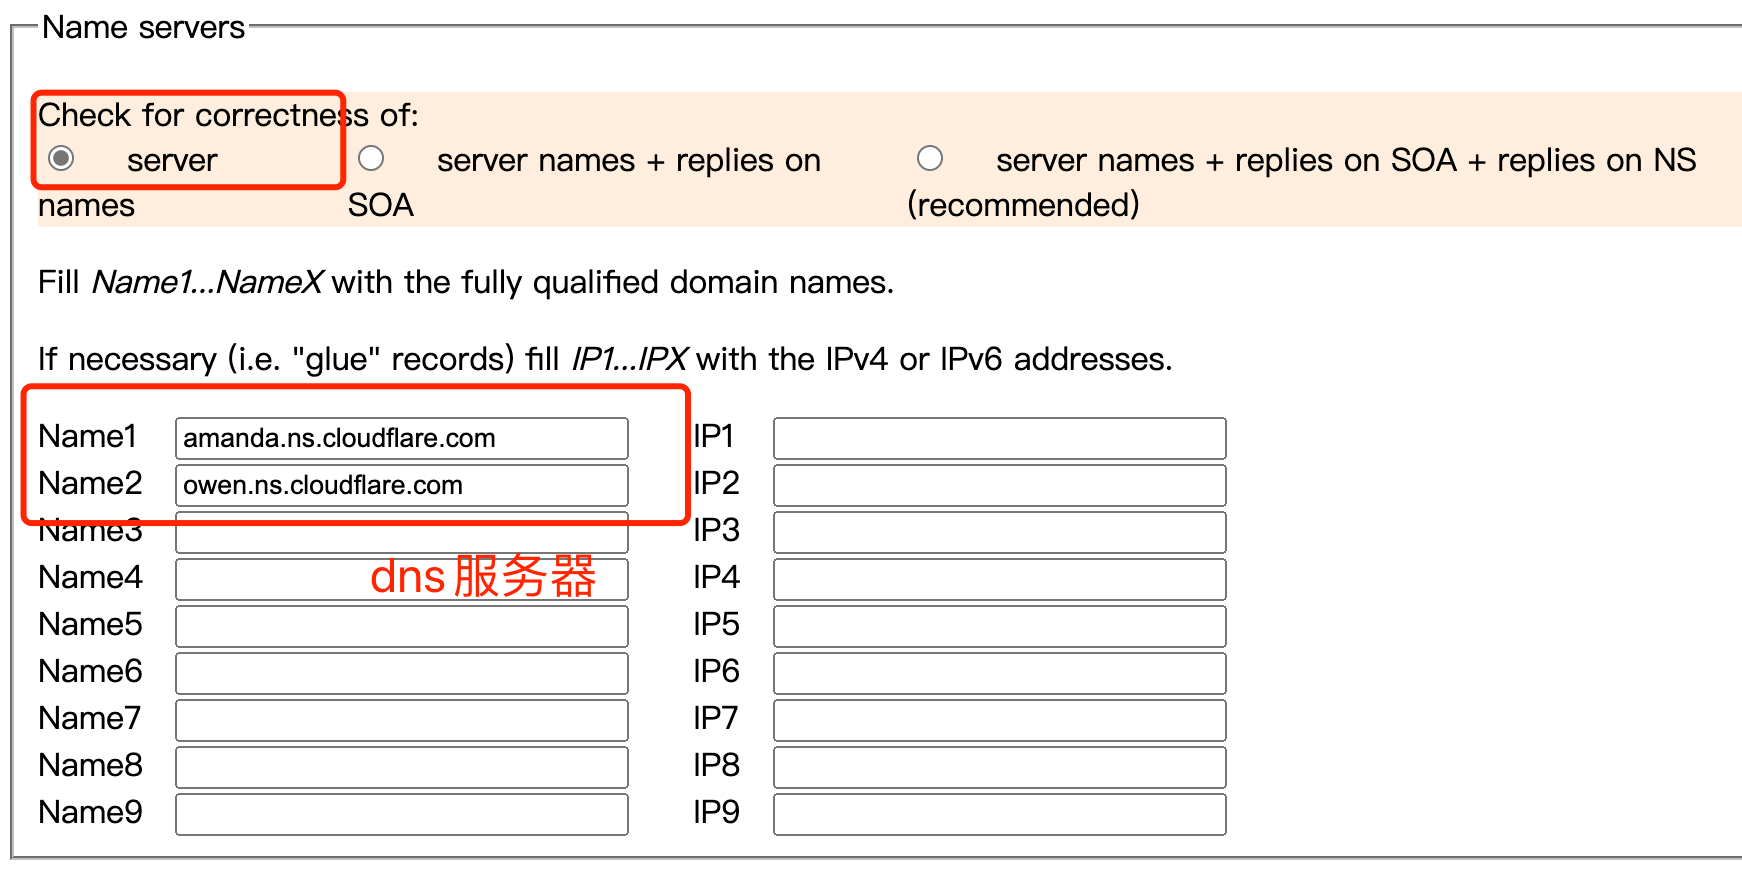 Name servers
Check for correctness of:
server names + replies on server names + replies on SOA + replies on NS
names SOA (recommended)
Fill Name1...NameX with the fully qualified domain names.
If necessary (i.e. "glue" records) fill IP1...IPX with the IPv4 or IPv6 addresses.
Name1 amanda.ns.cloudflare.com IP1
Name2 owen.ns.cloudflare.com IP2
Name3 IP3
Name4 dns服务器 IP4
Name5 IP5
Name6 IP6
Name7 IP7
Name8 IP8
Name9 IP9